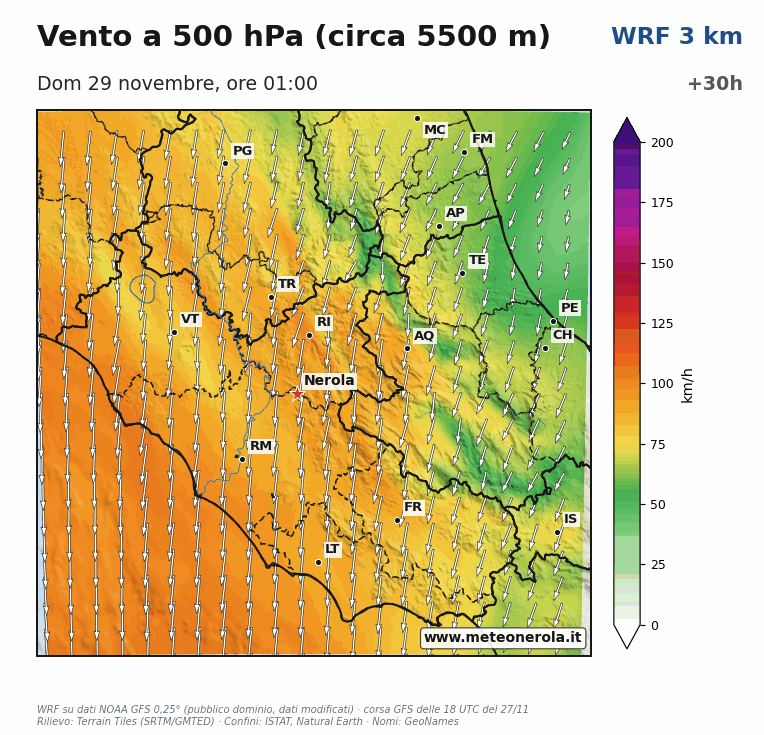 Vento a 500 hPa (circa 5500 m)
WRF 3 km
Dom 29 novembre, ore 01:00
+30h
MC
FM
PG
AP
TE
TR
PE
VT
RI
AQ
CH
Nerola
RM
FR
IS
LT
www.meteonerola.it
200
175
150
125
100
75
50
25
0
km/h
WRF su dati NOAA GFS 0,25° (pubblico dominio, dati modificati) · corsa GFS delle 18 UTC del 27/11
Rilievo: Terrain Tiles (SRTM/GMTED) · Confini: ISTAT, Natural Earth · Nomi: GeoNames